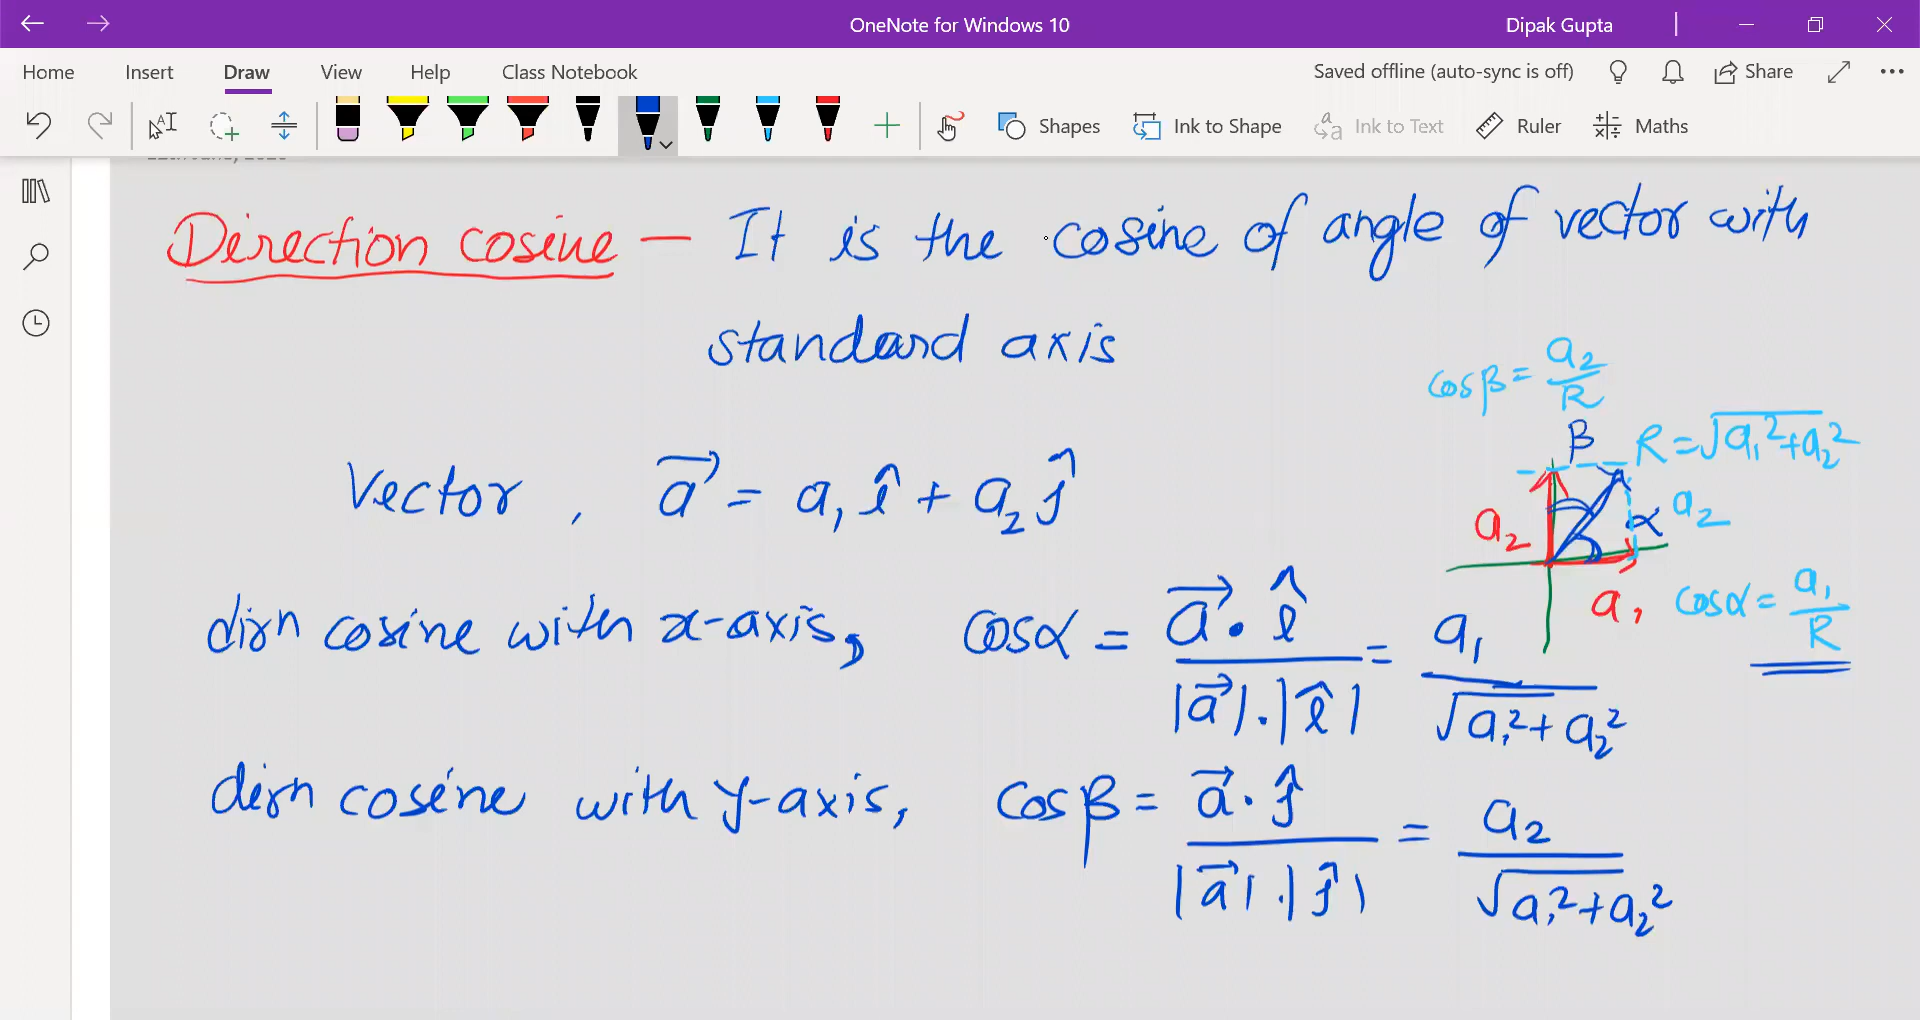 OneNote for Windows 10
Dipak Gupta
Home Insert Draw View Help Class Notebook
Saved offline (auto-sync is off) Share
Shapes Ink to Shape Ink to Text Ruler Maths
Direction cosine — It is the cosine of angle of vector with
standard axis
cosβ = a₂/R
β R = √(a₁²+a₂²)
a₂ α a₂
a₁ cosα = a₁/R
Vector, a⃗ = a₁ î + a₂ ĵ
dirn cosine with x-axis, cosα = a⃗ · î / |a⃗|.|î| = a₁ / √(a₁²+a₂²)
dirn cosine with y-axis, cosβ = a⃗ · ĵ / |a⃗|.|ĵ| = a₂ / √(a₁²+a₂²)